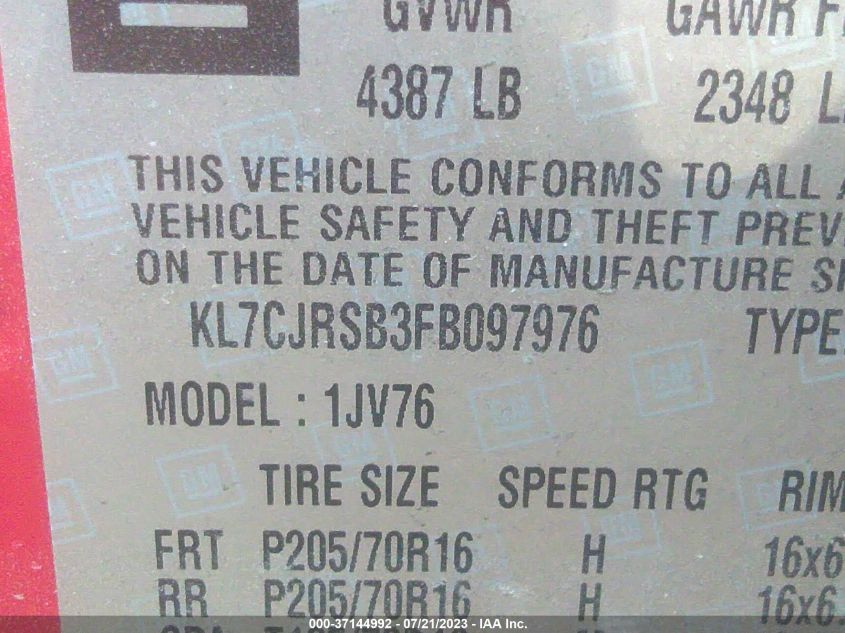 GVWR GAWR
4387 LB 2348
THIS VEHICLE CONFORMS TO ALL
VEHICLE SAFETY AND THEFT
ON THE DATE OF MANUFACTURE
KL7CJRSB3FB097976 TYPE
MODEL : 1JV76
TIRE SIZE SPEED RTG RIM
FRT P205/70R16 H 16x6
RR P205/70R16 H 16x6.
000-37144992 - 07/21/2023 - IAA Inc.